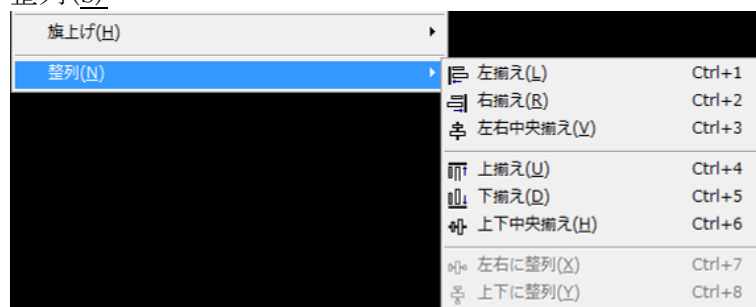 整列(S)
旗上げ(H)
整列(N)
左揃え(L) Ctrl+1
右揃え(R) Ctrl+2
左右中央揃え(V) Ctrl+3
上揃え(U) Ctrl+4
下揃え(D) Ctrl+5
上下中央揃え(H) Ctrl+6
左右に整列(X) Ctrl+7
上下に整列(Y) Ctrl+8